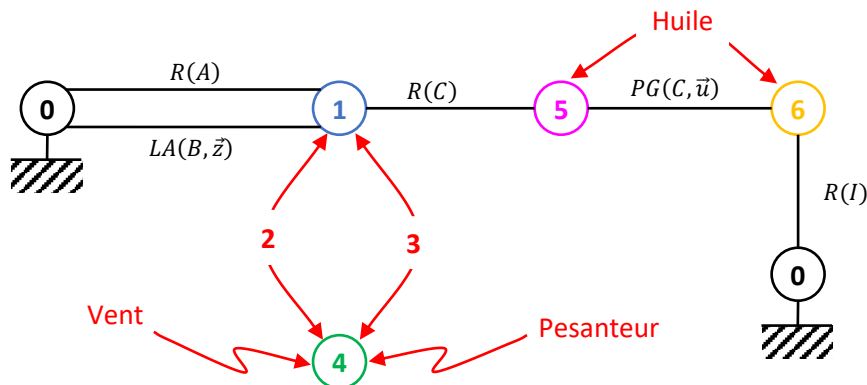 Huile
R(A)
R(C)
PG(C, u⃗)
0
1
5
6
LA(B, z⃗)
R(I)
2
3
0
Vent
Pesanteur
4